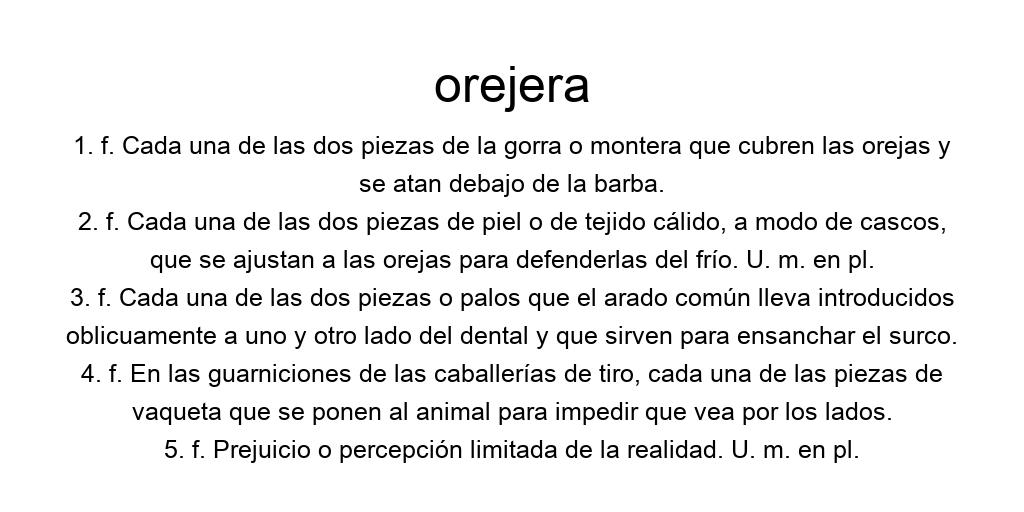 orejera
1. f. Cada una de las dos piezas de la gorra o montera que cubren las orejas y
se atan debajo de la barba.
2. f. Cada una de las dos piezas de piel o de tejido cálido, a modo de cascos,
que se ajustan a las orejas para defenderlas del frío. U. m. en pl.
3. f. Cada una de las dos piezas o palos que el arado común lleva introducidos
oblicuamente a uno y otro lado del dental y que sirven para ensanchar el surco.
4. f. En las guarniciones de las caballerías de tiro, cada una de las piezas de
vaqueta que se ponen al animal para impedir que vea por los lados.
5. f. Prejuicio o percepción limitada de la realidad. U. m. en pl.